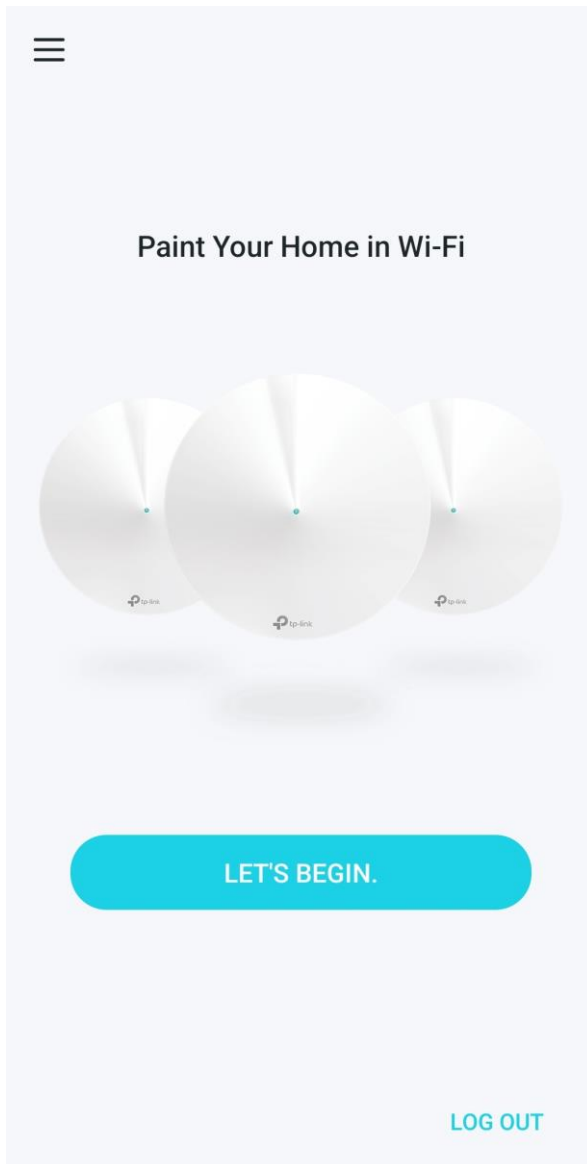 Paint Your Home in Wi-Fi
tp-link
tp-link
tp-link
LET'S BEGIN.
LOG OUT